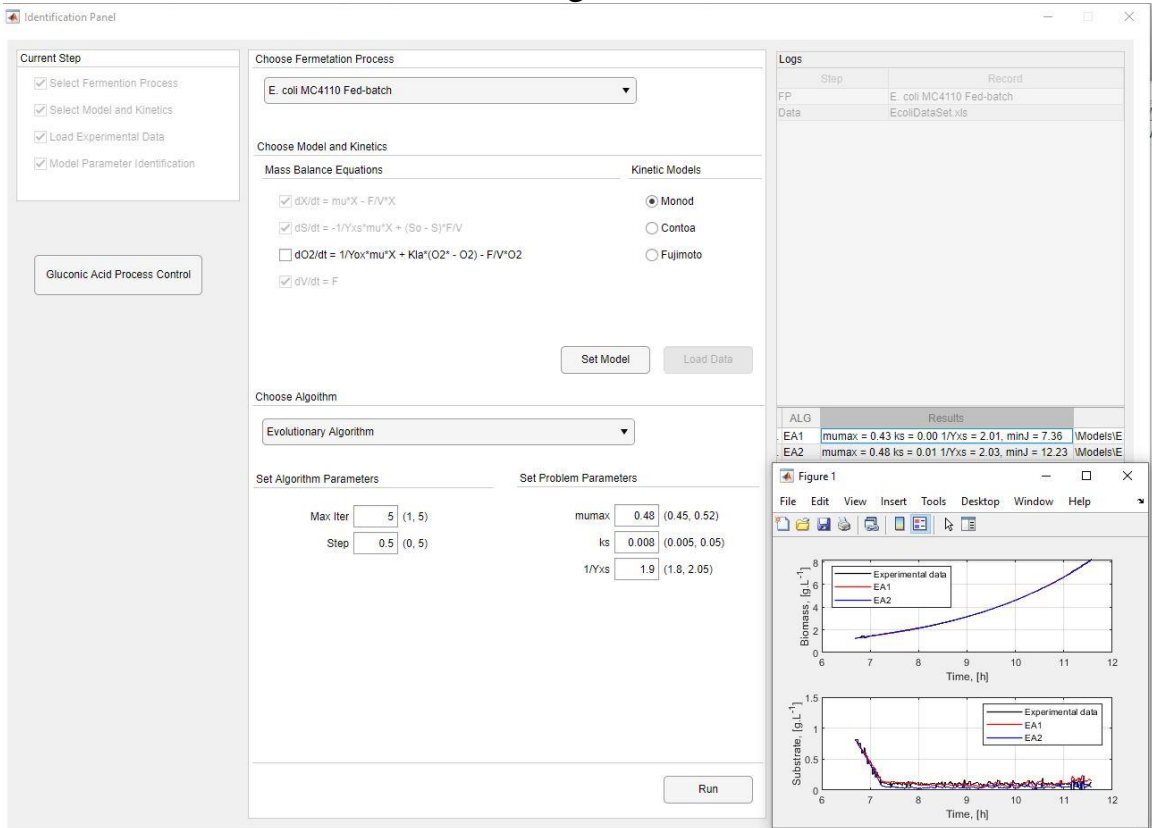 Identification Panel
Current Step
Select Fermention Process
Select Model and Kinetics
Load Experimental Data
Model Parameter Identification
Gluconic Acid Process Control
Choose Fermetation Process
E. coli MC4110 Fed-batch
Choose Model and Kinetics
Mass Balance Equations
Kinetic Models
dX/dt = mu*X - F/V*X
Monod
dS/dt = -1/Yxs*mu*X + (So - S)*F/V
Contoa
dO2/dt = 1/Yox*mu*X + Kla*(O2* - O2) - F/V*O2
Fujimoto
dV/dt = F
Set Model
Load Data
Choose Algoithm
Evolutionary Algorithm
Set Algorithm Parameters
Set Problem Parameters
Max Iter 5 (1, 5)
mumax 0.48 (0.45, 0.52)
Step 0.5 (0, 5)
ks 0.008 (0.005, 0.05)
1/Yxs 1.9 (1.8, 2.05)
Run
Logs
Step Record
FP E. coli MC4110 Fed-batch
Data EcoliDataSet.xls
ALG Results
EA1 mumax = 0.43 ks = 0.00 1/Yxs = 2.01, minJ = 7.36 \Models\E
EA2 mumax = 0.48 ks = 0.01 1/Yxs = 2.03, minJ = 12.23 \Models\E
Figure 1
File Edit View Insert Tools Desktop Window Help
8
6
4
2
0
Biomass, [g.L-1]
Experimental data
EA1
EA2
6 7 8 9 10 11 12
Time, [h]
1.5
1
0.5
0
Substrate, [g.L-1]
Experimental data
EA1
EA2
6 7 8 9 10 11 12
Time, [h]